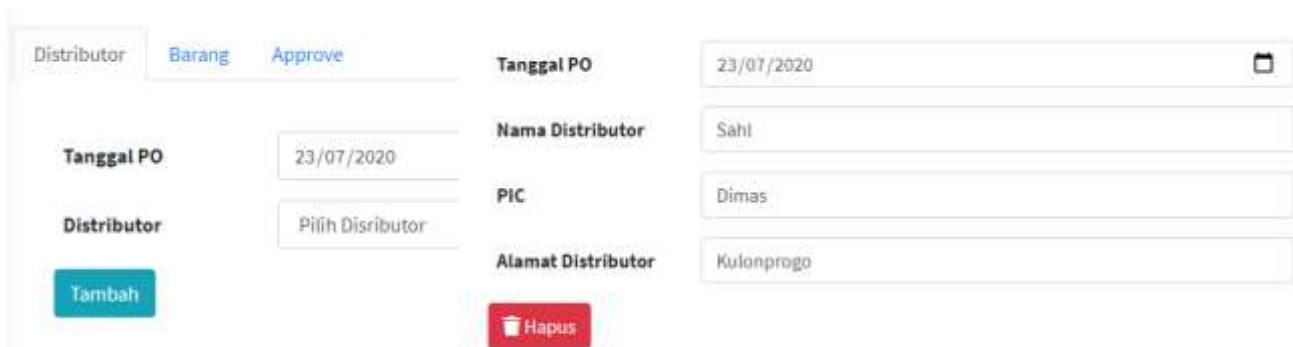 Distributor Barang Approve
Tanggal PO 23/07/2020
Distributor Pilih Disributor
Tambah
Tanggal PO 23/07/2020
Nama Distributor Sahl
PIC Dimas
Alamat Distributor Kulonprogo
Hapus